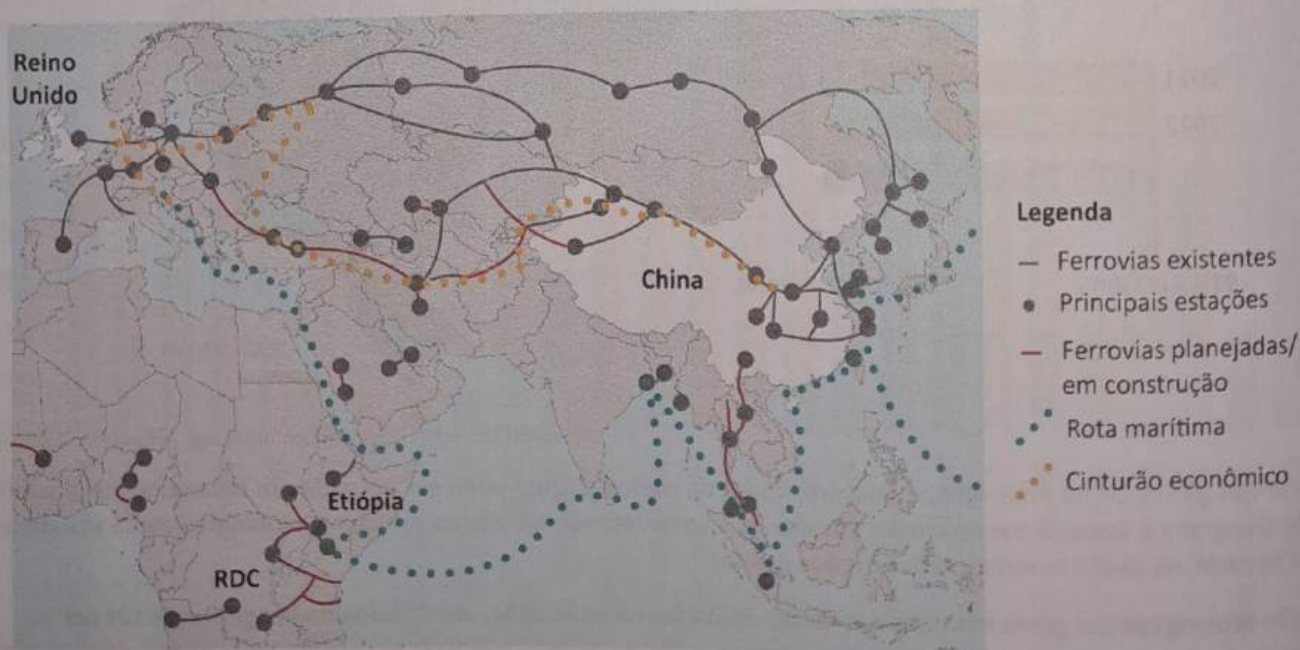 Reino
Unido
China
Etiópia
RDC
Legenda
Ferrovias existentes
Principais estações
Ferrovias planejadas/
em construção
Rota marítima
Cinturão econômico